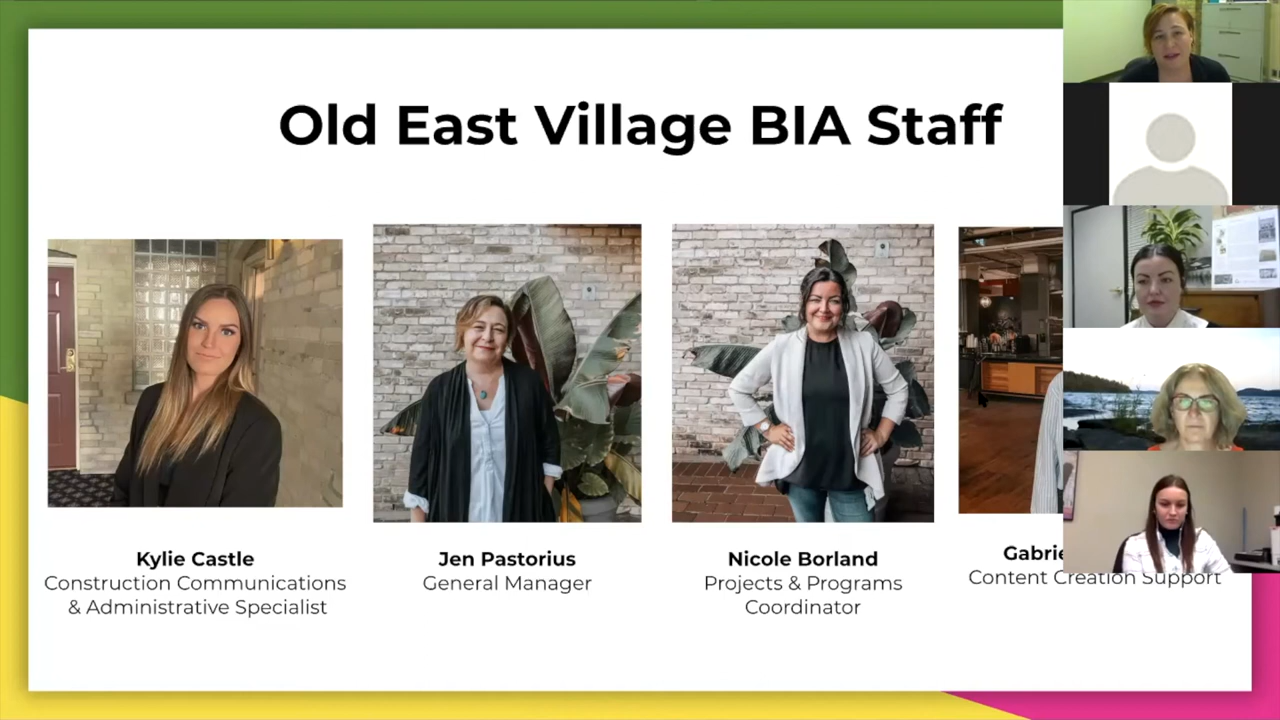 Old East Village BIA Staff
Kylie Castle
Construction Communications
& Administrative Specialist
Jen Pastorius
General Manager
Nicole Borland
Projects & Programs
Coordinator
Content Creation Support